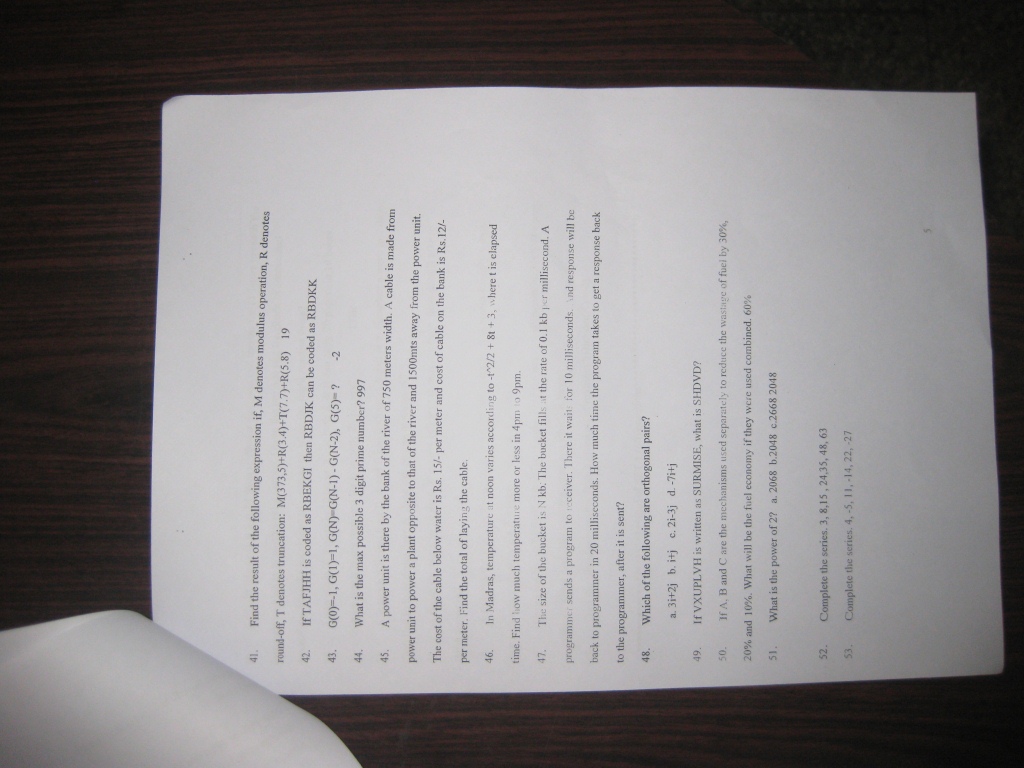 41. Find the result of the following expression if, M denotes modulus operation, R denotes
round-off, T denotes truncation: M(373,5)+R(3.4)+T(7.7)+R(5.8) 19
42. If TAFJHH is coded as RBEKGI then RBDJK can be coded as RBDKK
43. G(0)=-1, G(1)=1, G(N)=G(N-1) - G(N-2), G(5)= ? -2
44. What is the max possible 3 digit prime number? 997
45. A power unit is there by the bank of the river of 750 meters width. A cable is made from
power unit to power a plant opposite to that of the river and 1500mts away from the power unit.
The cost of the cable below water is Rs. 15/- per meter and cost of cable on the bank is Rs.12/-
per meter. Find the total of laying the cable.
46. In Madras, temperature at noon varies according to -t^2/2 + 8t + 3, where t is elapsed
time. Find how much temperature more or less in 4pm to 9pm.
47. The size of the bucket is N kb. The bucket fills at the rate of 0.1 kb per millisecond. A
programmer sends a program to receiver. There it waits for 10 milliseconds. And response will be
back to programmer in 20 milliseconds. How much time the program takes to get a response back
to the programmer, after it is sent?
48. Which of the following are orthogonal pairs?
a. 3i+2j b. i+j c. 2i-3j d. -7i+j
49. If VXUPLVH is written as SURMISE, what is SHDVD?
50. If A, B and C are the mechanisms used separately to reduce the wastage of fuel by 30%,
20% and 10%. What will be the fuel economy if they were used combined. 60%
51. What is the power of 2? a. 2068 b.2048 c.2668 2048
52. Complete the series. 3, 8,15 , 24,35, 48, 63
53. Complete the series. 4, -5, 11, -14, 22, -27
5